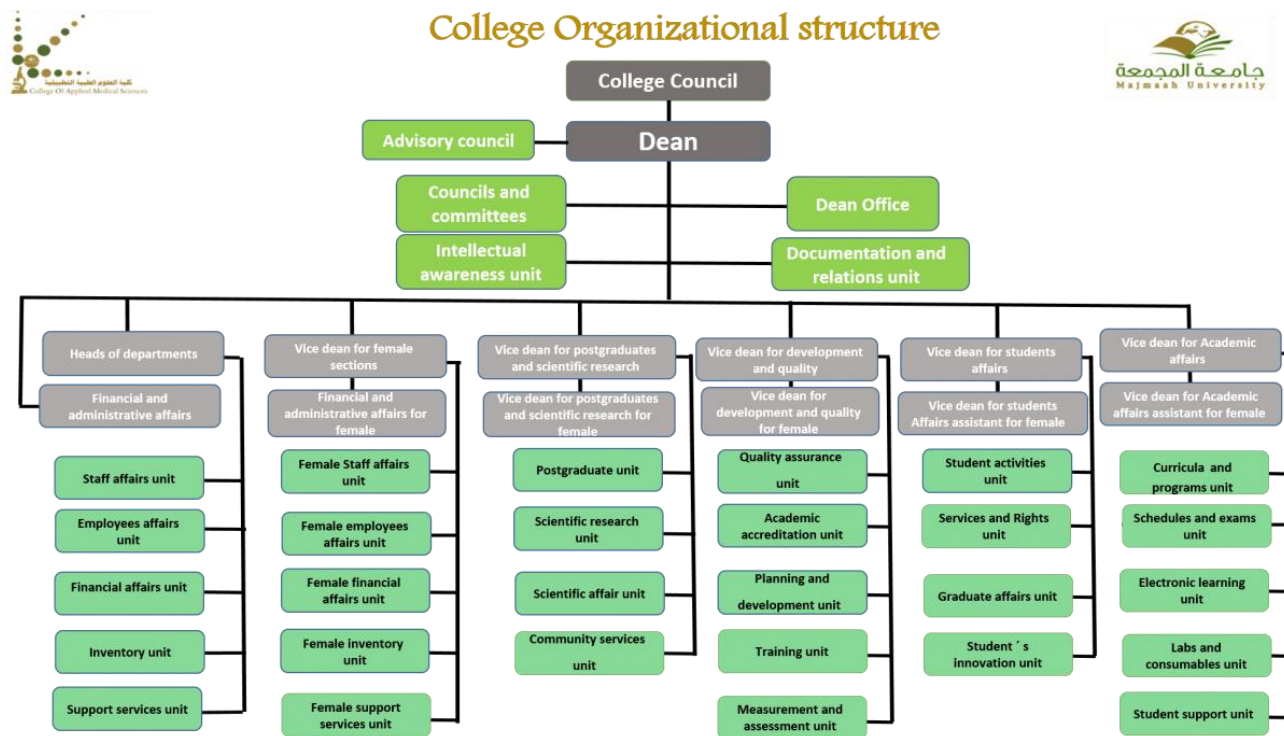 College Organizational structure
كلية العلوم الطبية التطبيقية
College Of Applied Medical Sciences
جامعة المجمعة
Majmaah University
College Council
Advisory council
Dean
Councils and
committees
Dean Office
Intellectual
awareness unit
Documentation and
relations unit
Heads of departments
Financial and
administrative affairs
Staff affairs unit
Employees affairs
unit
Financial affairs unit
Inventory unit
Support services unit
Vice dean for female
sections
Financial and
administrative affairs for
female
Female Staff affairs
unit
Female employees
affairs unit
Female financial
affairs unit
Female inventory
unit
Female support
services unit
Vice dean for postgraduates
and scientific research
Vice dean for postgraduates
and scientific research for
female
Postgraduate unit
Scientific research
unit
Scientific affair unit
Community services
unit
Vice dean for development
and quality
Vice dean for
development and quality
for female
Quality assurance
unit
Academic
accreditation unit
Planning and
development unit
Training unit
Measurement and
assessment unit
Vice dean for students
affairs
Vice dean for students
Affairs assistant for female
Student activities
unit
Services and Rights
unit
Graduate affairs unit
Student ´ s
innovation unit
Vice dean for Academic
affairs
Vice dean for Academic
affairs assistant for female
Curricula and
programs unit
Schedules and exams
unit
Electronic learning
unit
Labs and
consumables unit
Student support unit